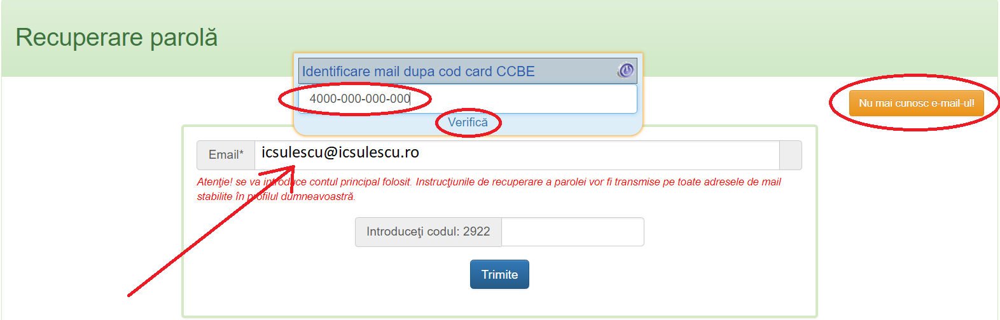 Recuperare parolă
Identificare mail dupa cod card CCBE
4000-000-000-000
Nu mai cunosc e-mail-ul!
Verifică
Email*
icsulescu@icsulescu.ro
Atenţie! se va introduce contul principal folosit. Instrucţiunile de recuperare a parolei vor fi transmise pe toate adresele de mail
stabilite în profilul dumneavoastră.
Introduceţi codul: 2922
Trimite